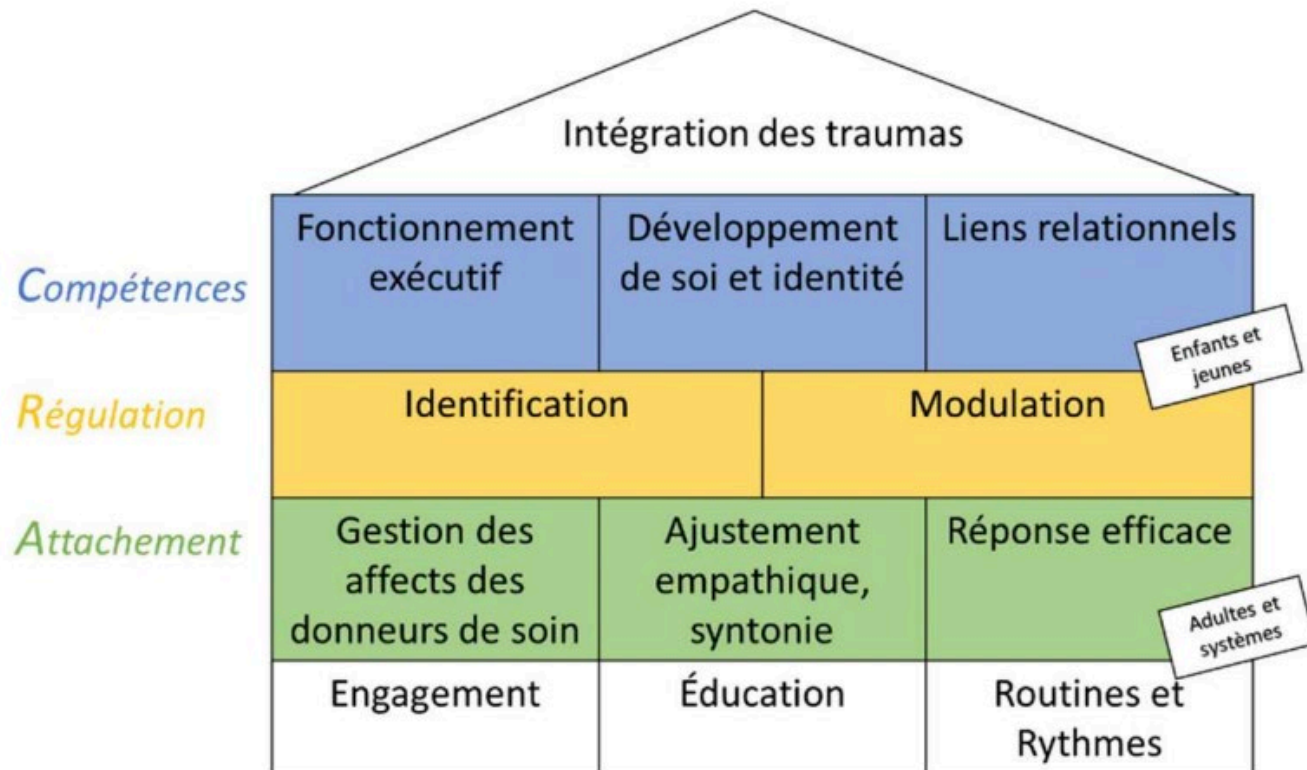 Intégration des traumas
Compétences
Fonctionnement
exécutif
Développement
de soi et identité
Liens relationnels
Enfants et
jeunes
Régulation
Identification
Modulation
Attachement
Gestion des
affects des
donneurs de soin
Ajustement
empathique,
syntonie
Réponse efficace
Adultes et
systèmes
Engagement
Éducation
Routines et
Rythmes